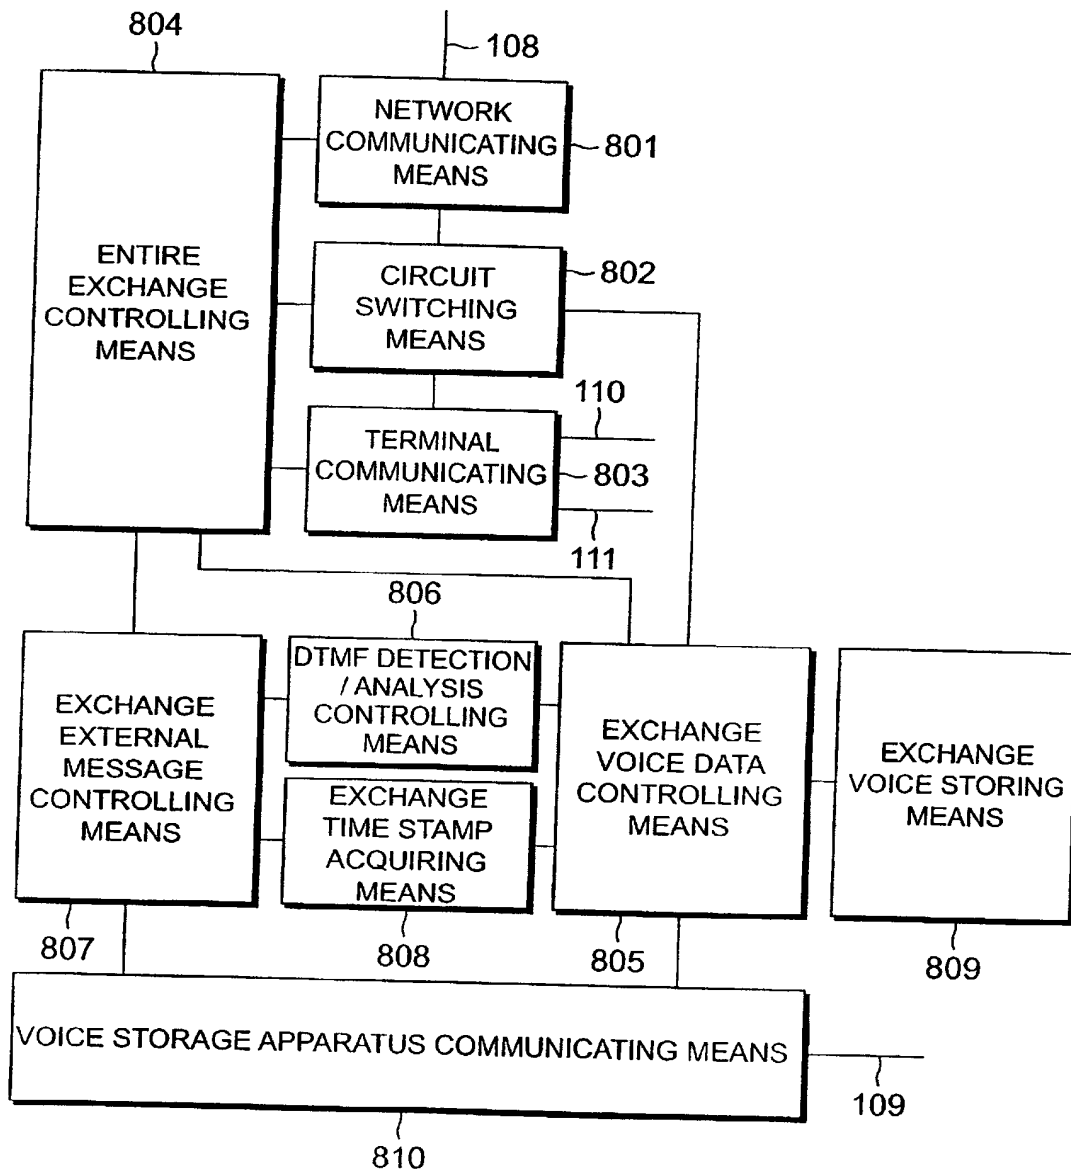 804
108
NETWORK
COMMUNICATING
MEANS
801
ENTIRE
EXCHANGE
CONTROLLING
MEANS
CIRCUIT
SWITCHING
MEANS
802
110
TERMINAL
COMMUNICATING
MEANS
803
111
806
EXCHANGE
EXTERNAL
MESSAGE
CONTROLLING
MEANS
DTMF DETECTION
/ ANALYSIS
CONTROLLING
MEANS
EXCHANGE
TIME STAMP
ACQUIRING
MEANS
EXCHANGE
VOICE DATA
CONTROLLING
MEANS
EXCHANGE
VOICE STORING
MEANS
807
808
805
809
VOICE STORAGE APPARATUS COMMUNICATING MEANS
109
810